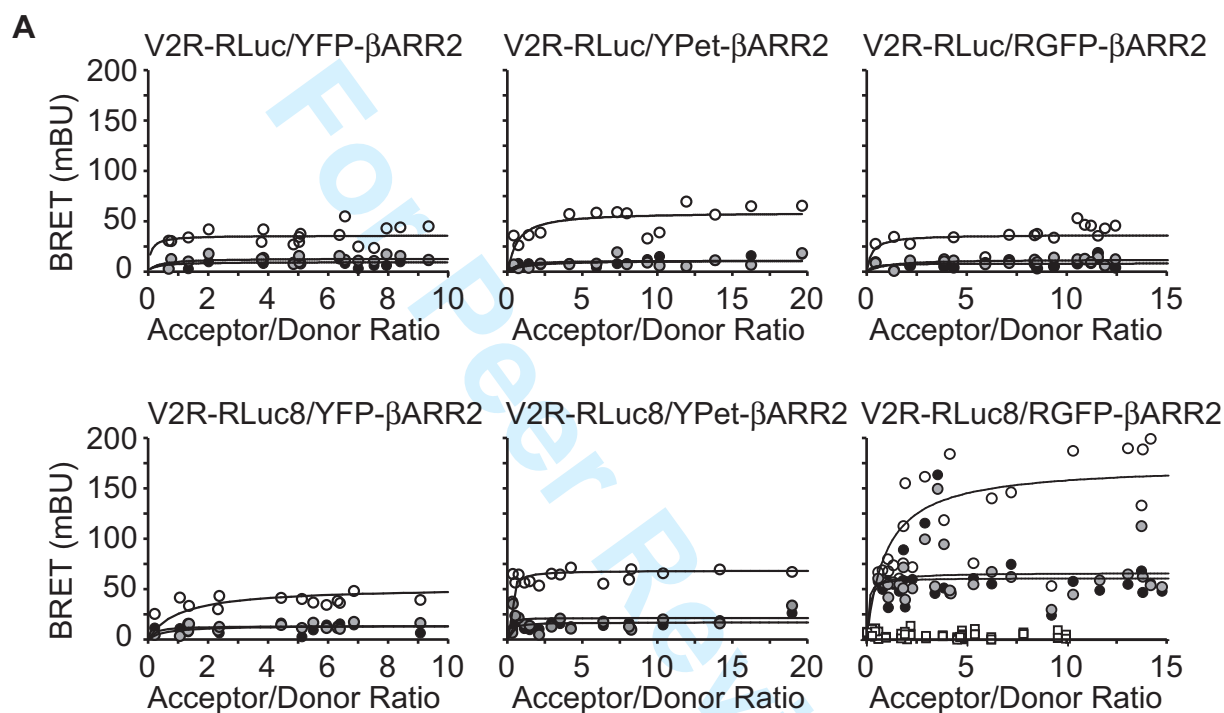 A
V2R-RLuc/YFP-βARR2 V2R-RLuc/YPet-βARR2 V2R-RLuc/RGFP-βARR2
BRET (mBU)
200
150
100
50
0
0 2 4 6 8 10
0 5 10 15 20
0 5 10 15
Acceptor/Donor Ratio Acceptor/Donor Ratio Acceptor/Donor Ratio
V2R-RLuc8/YFP-βARR2 V2R-RLuc8/YPet-βARR2 V2R-RLuc8/RGFP-βARR2
BRET (mBU)
200
150
100
50
0
0 2 4 6 8 10
0 5 10 15 20
0 5 10 15
Acceptor/Donor Ratio Acceptor/Donor Ratio Acceptor/Donor Ratio
For Peer Rev